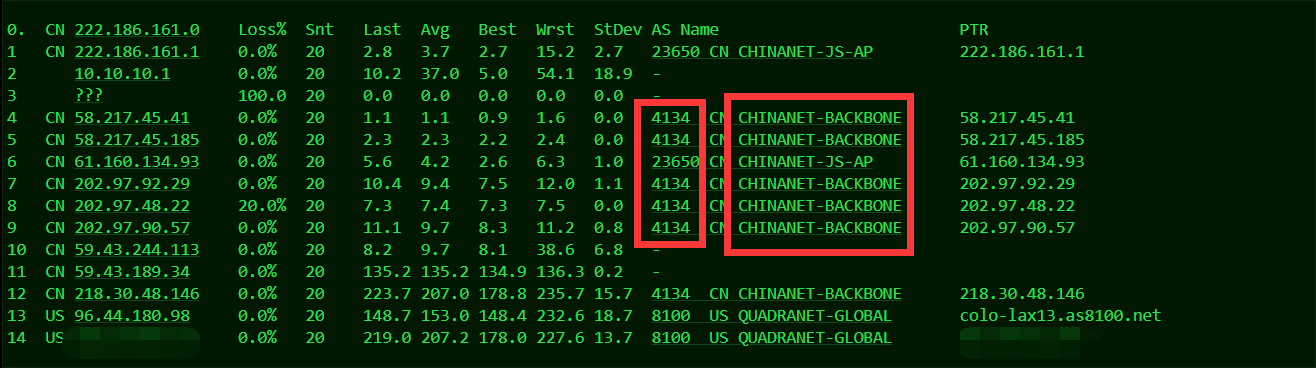 0. CN 222.186.161.0 Loss% Snt Last Avg Best Wrst StDev AS Name PTR
1 CN 222.186.161.1 0.0% 20 2.8 3.7 2.7 15.2 2.7 23650 CN CHINANET-JS-AP 222.186.161.1
2 10.10.10.1 0.0% 20 10.2 37.0 5.0 54.1 18.9 -
3 ??? 100.0 20 0.0 0.0 0.0 0.0 0.0 -
4 CN 58.217.45.41 0.0% 20 1.1 1.1 0.9 1.6 0.0 4134 CN CHINANET-BACKBONE 58.217.45.41
5 CN 58.217.45.185 0.0% 20 2.3 2.3 2.2 2.4 0.0 4134 CN CHINANET-BACKBONE 58.217.45.185
6 CN 61.160.134.93 0.0% 20 5.6 4.2 2.6 6.3 1.0 23650 CN CHINANET-JS-AP 61.160.134.93
7 CN 202.97.92.29 0.0% 20 10.4 9.4 7.5 12.0 1.1 4134 CN CHINANET-BACKBONE 202.97.92.29
8 CN 202.97.48.22 20.0% 20 7.3 7.4 7.3 7.5 0.0 4134 CN CHINANET-BACKBONE 202.97.48.22
9 CN 202.97.90.57 0.0% 20 11.1 9.7 8.3 11.2 0.8 4134 CN CHINANET-BACKBONE 202.97.90.57
10 CN 59.43.244.113 0.0% 20 8.2 9.7 8.1 38.6 6.8 -
11 CN 59.43.189.34 0.0% 20 135.2 135.2 134.9 136.3 0.2 -
12 CN 218.30.48.146 0.0% 20 223.7 207.0 178.8 235.7 15.7 4134 CN CHINANET-BACKBONE 218.30.48.146
13 US 96.44.180.98 0.0% 20 148.7 153.0 148.4 232.6 18.7 8100 US QUADRANET-GLOBAL colo-lax13.as8100.net
14 US 0.0% 20 219.0 207.2 178.0 227.6 13.7 8100 US QUADRANET-GLOBAL